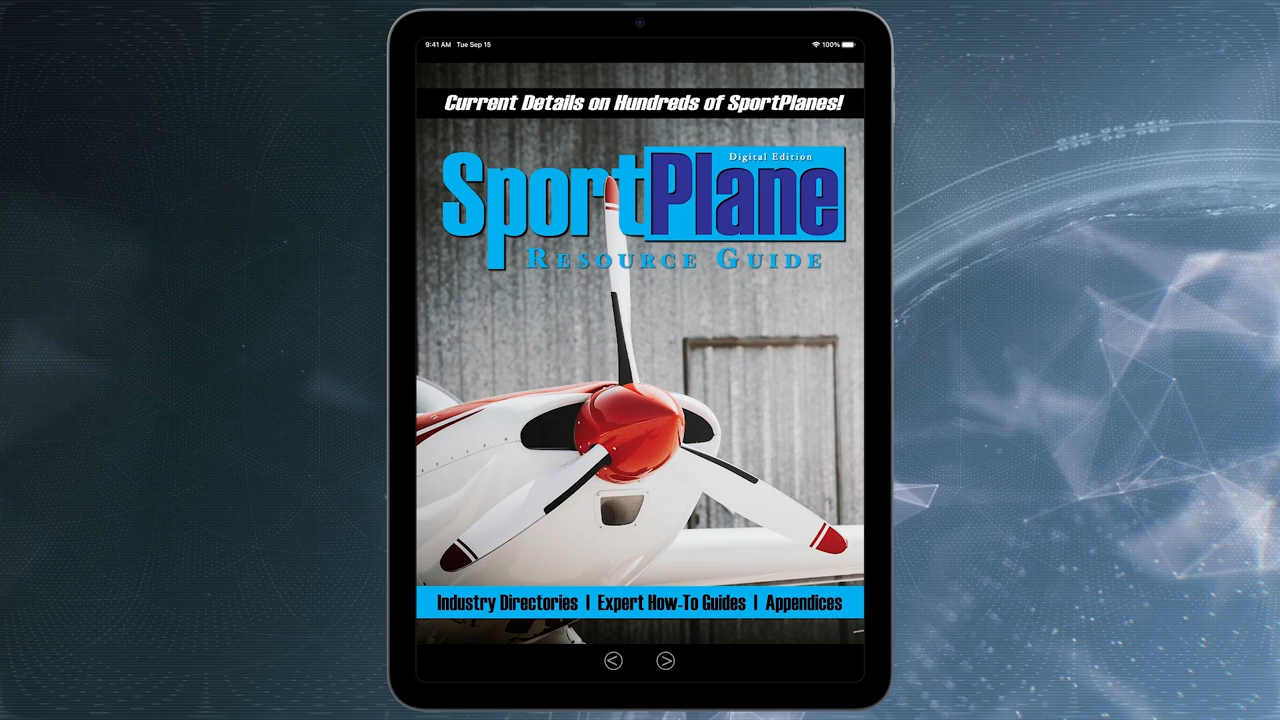 9:41 AM Tue Sep 15 100%
Current Details on Hundreds of SportPlanes!
Digital Edition
SportPlane
Resource Guide
Industry Directories | Expert How-To Guides | Appendices